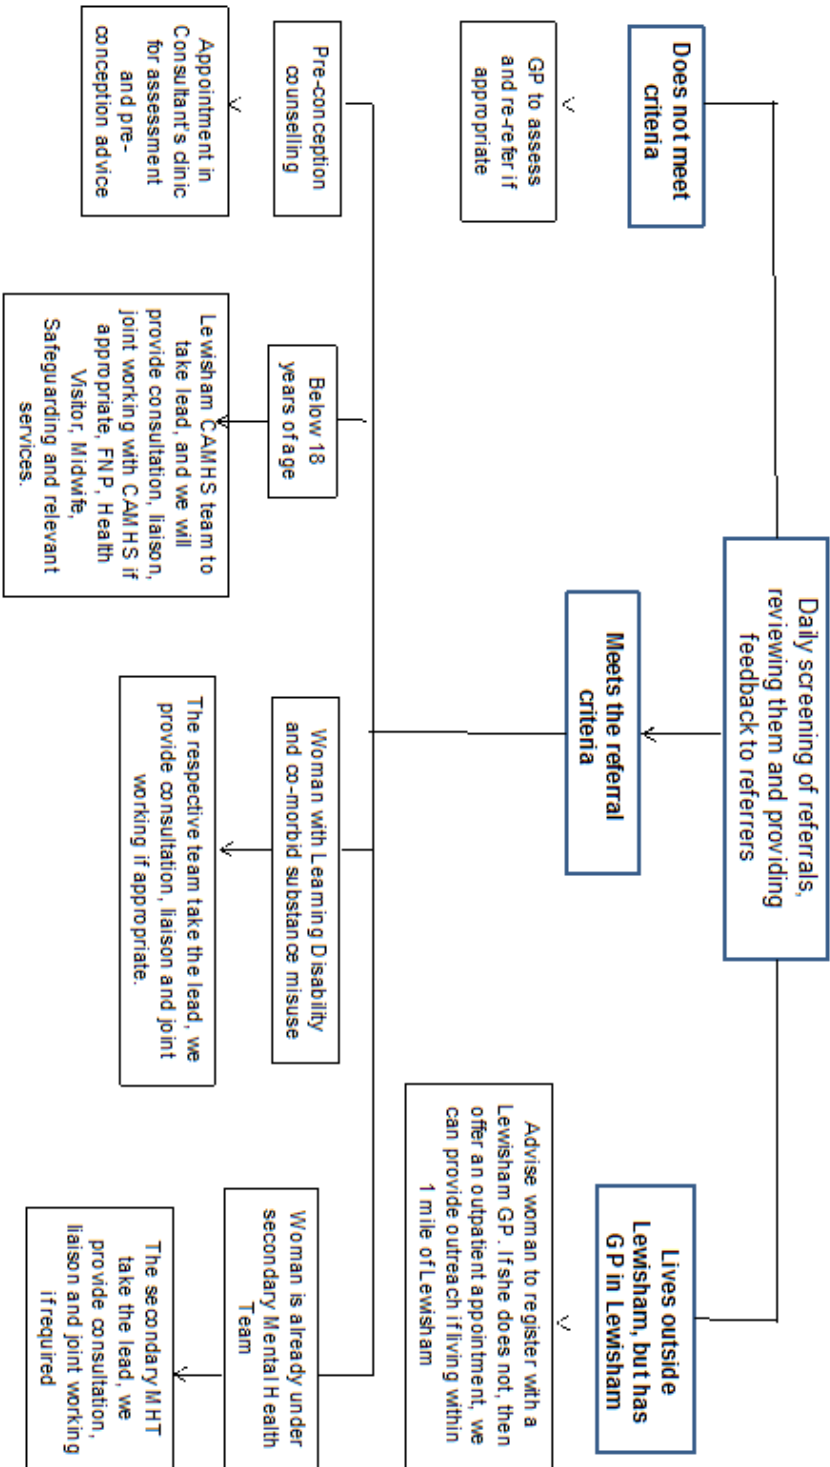 Daily screening of referrals,
reviewing them and providing
feedback to referrers
Does not meet
criteria
Meets the referral
criteria
Lives outside
Lewisham, but has
GP in Lewisham
GP to assess
and re-refer if
appropriate
Advise woman to register with a
Lewisham GP. If she does not, then
offer an outpatient appointment, we
can provide outreach if living within
1 mile of Lewisham
Pre-conception
counselling
Below 18
years of age
Woman with Learning Disability
and co-morbid substance misuse
Woman is already under
secondary Mental Health
Team
Appointment in
Consultant's clinic
for assessment
and pre-
conception advice
Lewisham CAMHS team to
take lead, and we will
provide consultation, liaison,
joint working with CAMHS if
appropriate, FNP, Health
Visitor, Midwife,
Safeguarding and relevant
services.
The respective team take the lead, we
provide consultation, liaison and joint
working if appropriate.
The secondary MHT
take the lead, we
provide consultation,
liaison and joint working
if required